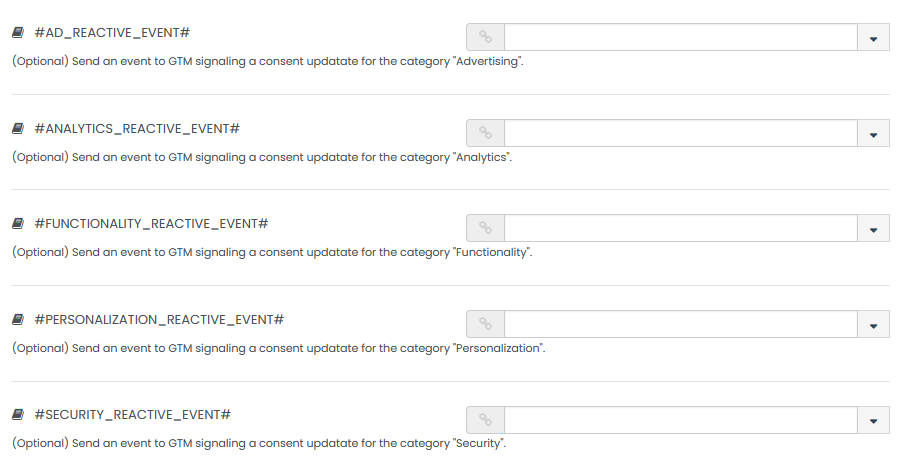 #AD_REACTIVE_EVENT#
(Optional) Send an event to GTM signaling a consent updatate for the category "Advertising".
#ANALYTICS_REACTIVE_EVENT#
(Optional) Send an event to GTM signaling a consent updatate for the category "Analytics".
#FUNCTIONALITY_REACTIVE_EVENT#
(Optional) Send an event to GTM signaling a consent updatate for the category "Functionality".
#PERSONALIZATION_REACTIVE_EVENT#
(Optional) Send an event to GTM signaling a consent updatate for the category "Personalization".
#SECURITY_REACTIVE_EVENT#
(Optional) Send an event to GTM signaling a consent updatate for the category "Security".